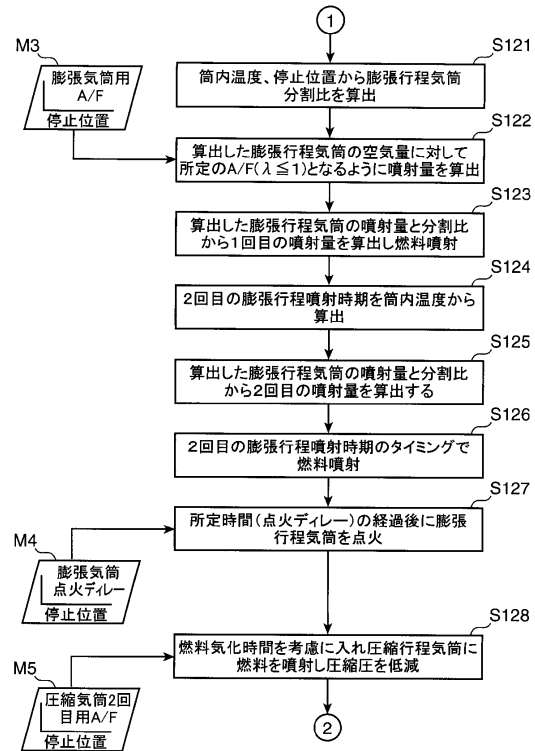 1
S121
筒内温度、停止位置から膨張行程気筒
分割比を算出
M3
膨張気筒用
A/F
停止位置
S122
算出した膨張行程気筒の空気量に対して
所定のA/F(λ≦1)となるように噴射量を算出
S123
算出した膨張行程気筒の噴射量と分割比
から1回目の噴射量を算出し燃料噴射
S124
2回目の膨張行程噴射時期を筒内温度から
算出
S125
算出した膨張行程気筒の噴射量と分割比
から2回目の噴射量を算出する
S126
2回目の膨張行程噴射時期のタイミングで
燃料噴射
S127
所定時間(点火ディレー)の経過後に膨張
行程気筒を点火
M4
膨張気筒
点火ディレー
停止位置
S128
燃料気化時間を考慮に入れ圧縮行程気筒に
燃料を噴射し圧縮圧を低減
M5
圧縮気筒2回
目用A/F
停止位置
2